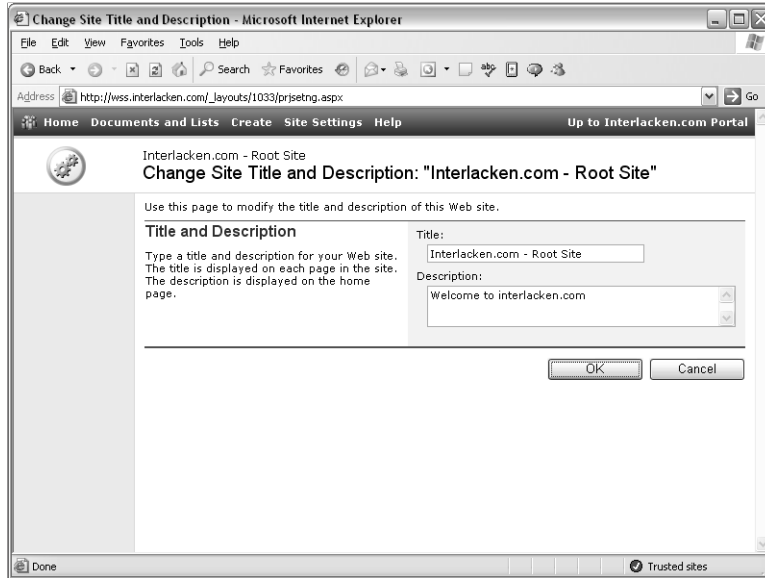 Change Site Title and Description - Microsoft Internet Explorer
File Edit View Favorites Tools Help
Back Search Favorites
Address http://wss.interlacken.com/_layouts/1033/prjsetng.aspx Go
Home Documents and Lists Create Site Settings Help Up to Interlacken.com Portal
Interlacken.com - Root Site
Change Site Title and Description: "Interlacken.com - Root Site"
Use this page to modify the title and description of this Web site.
Title and Description
Type a title and description for your Web site.
The title is displayed on each page in the site.
The description is displayed on the home
page.
Title:
Interlacken.com - Root Site
Description:
Welcome to interlacken.com
OK Cancel
Done Trusted sites